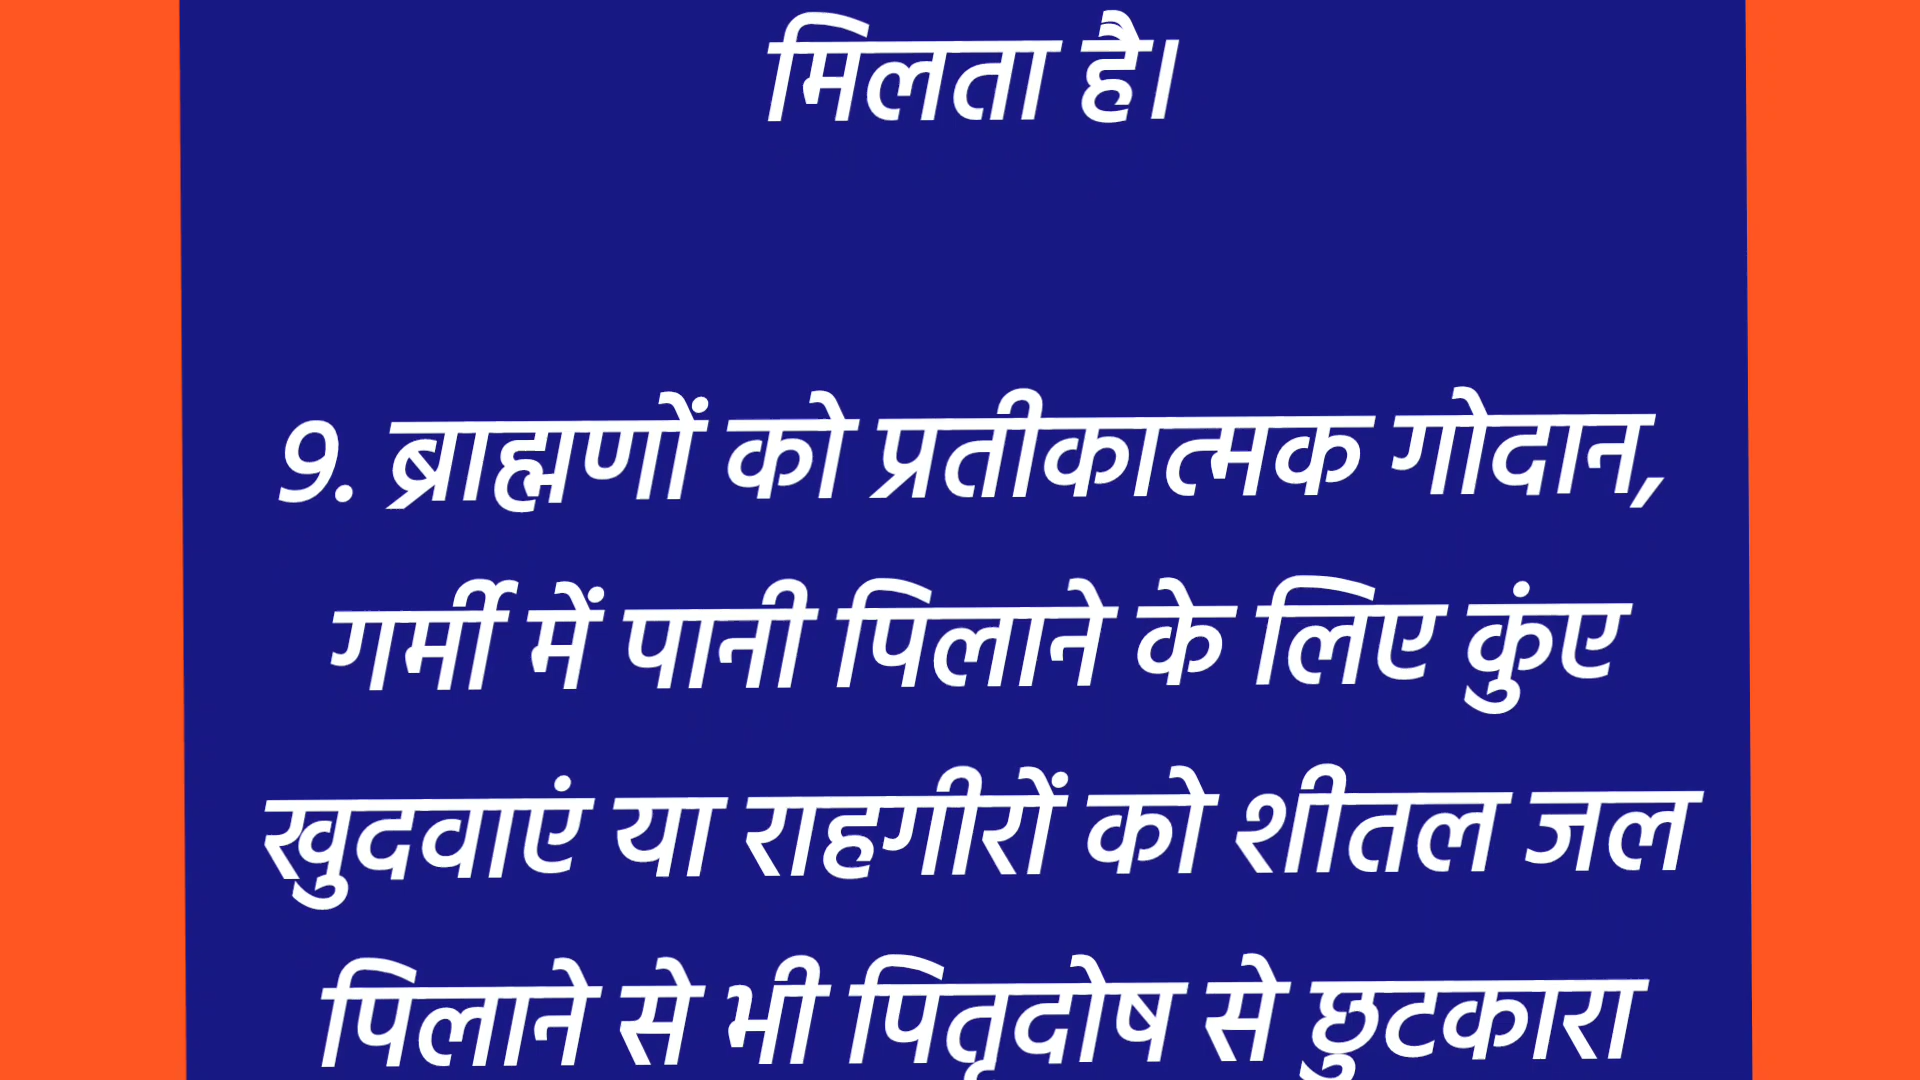 मिलता है।
9. ब्राह्मणों को प्रतीकात्मक गोदान,
गर्मी में पानी पिलाने के लिए कुंए
खुदवाएं या राहगीरों को शीतल जल
पिलाने से भी पितृदोष से छुटकारा